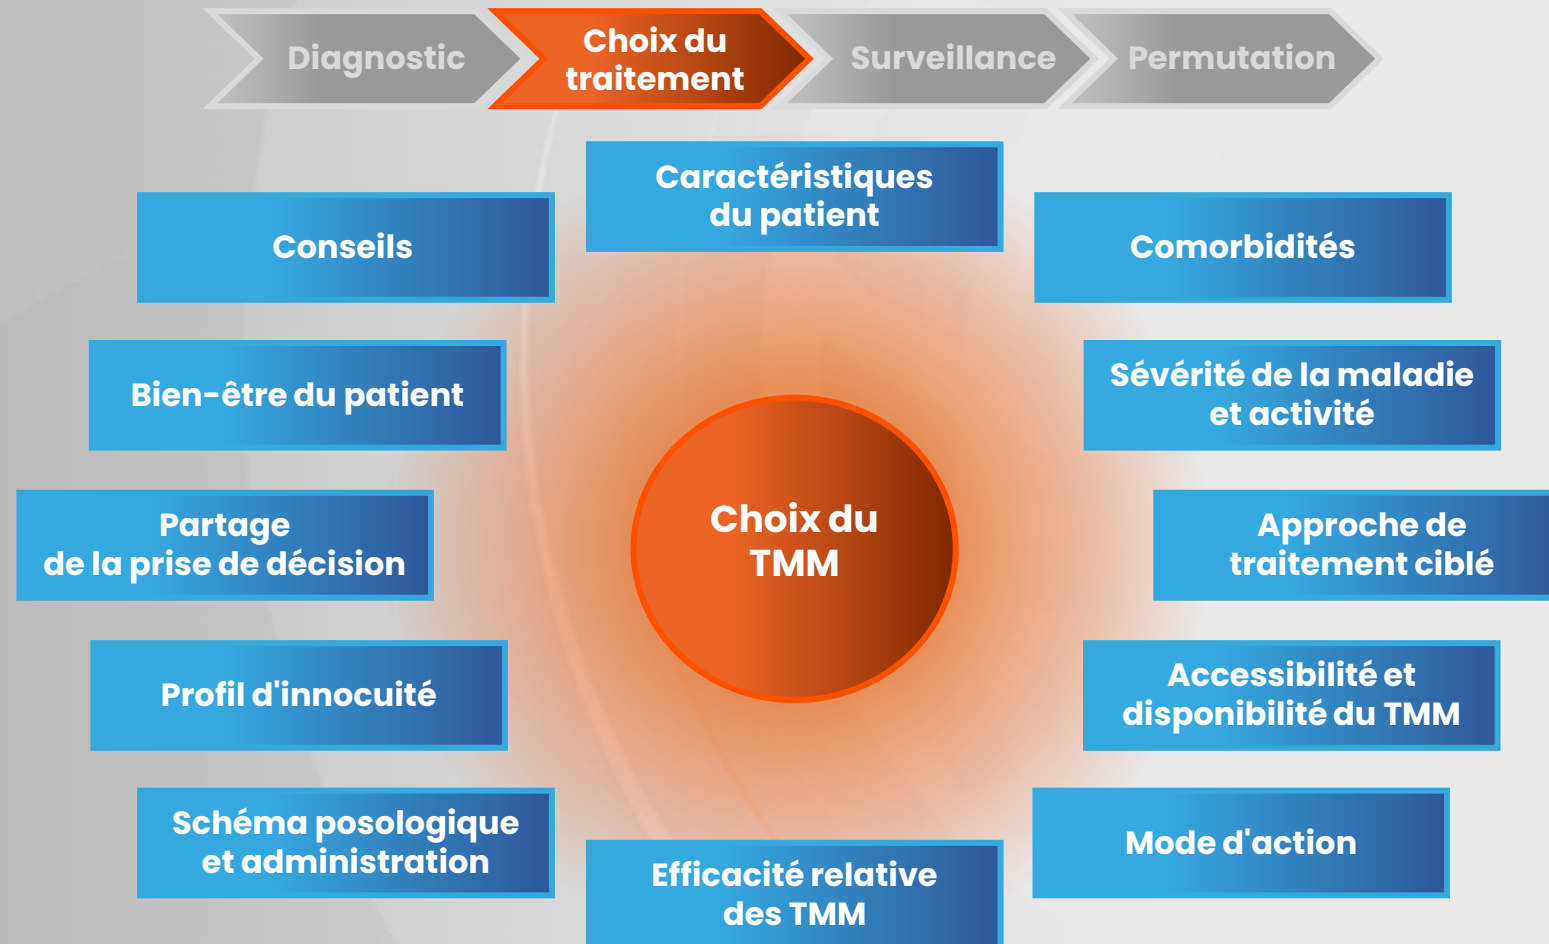 Diagnostic
Choix du
traitement
Surveillance
Permutation
Caractéristiques
du patient
Conseils
Comorbidités
Bien-être du patient
Sévérité de la maladie
et activité
Partage
de la prise de décision
Choix du
TMM
Approche de
traitement ciblé
Profil d'innocuité
Accessibilité et
disponibilité du TMM
Schéma posologique
et administration
Mode d'action
Efficacité relative
des TMM